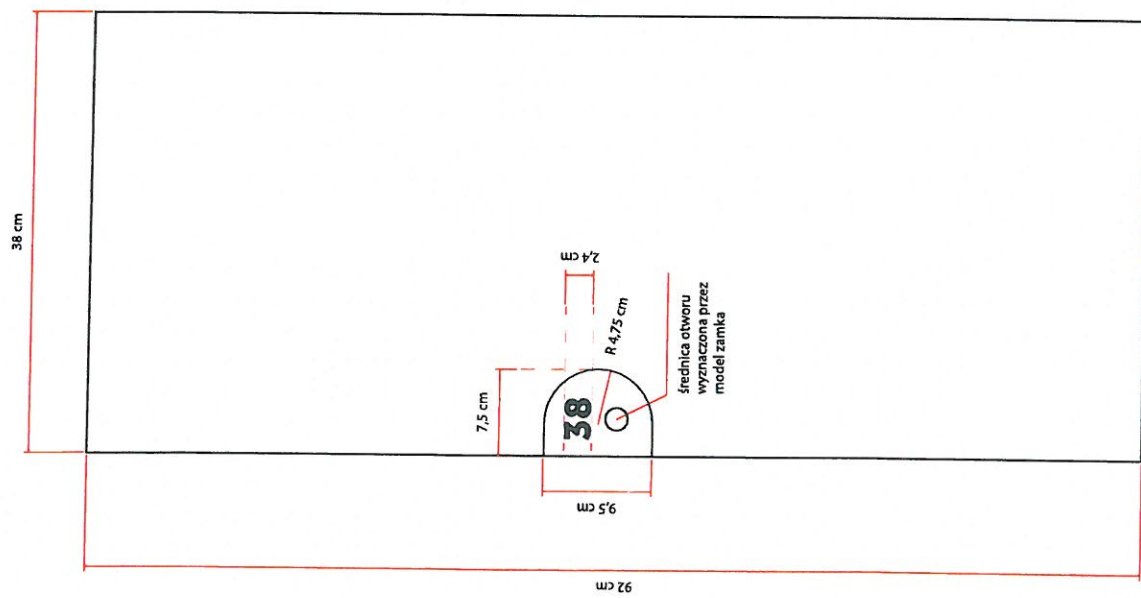 38 cm
2,4 cm
R 4,75 cm
7,5 cm
38
średnica otworu
wyznaczona przez
model zamka
9,5 cm
92 cm